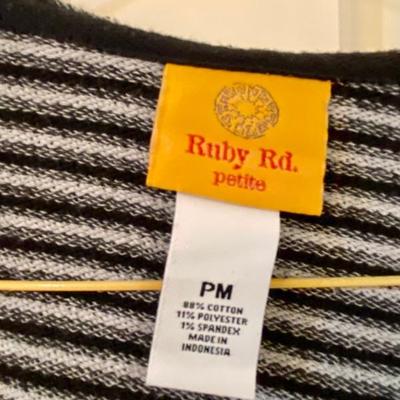 Ruby Rd.
petite
PM
88% COTTON
11% POLYESTER
1% SPANDEX
MADE IN
INDONESIA